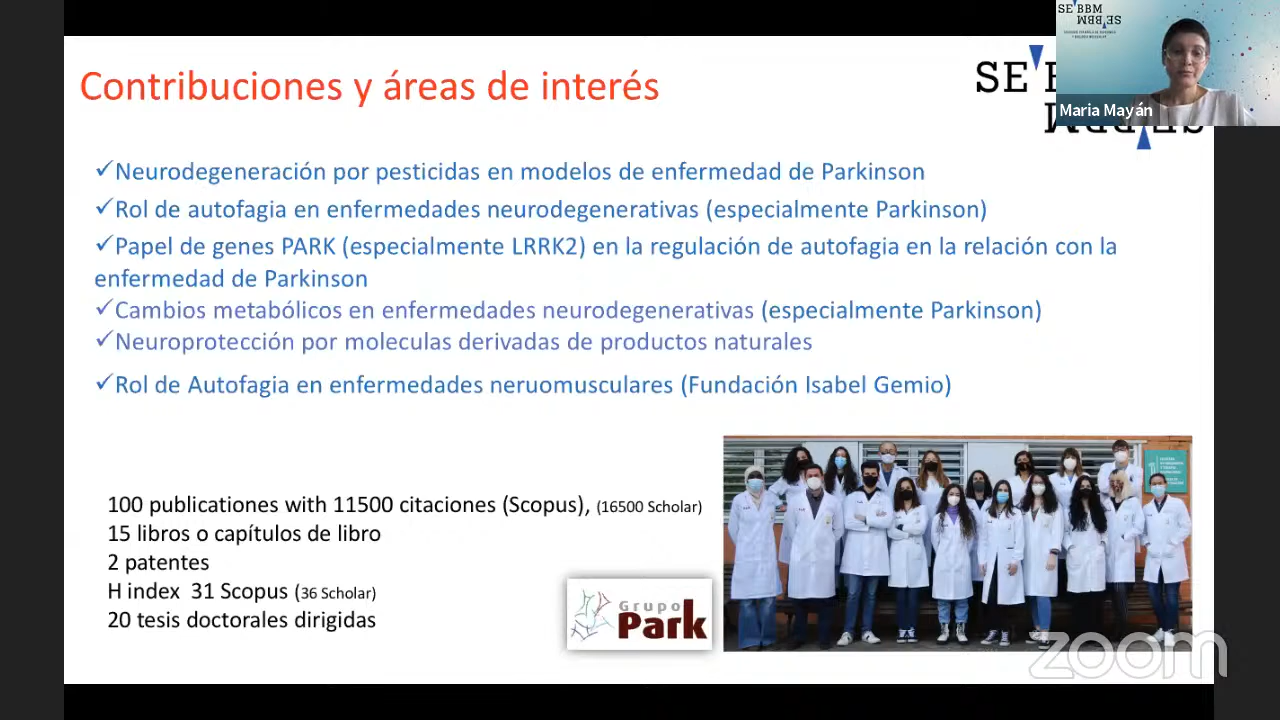 Contribuciones y áreas de interés
SE BBM
Maria Mayán
✓Neurodegeneración por pesticidas en modelos de enfermedad de Parkinson
✓Rol de autofagia en enfermedades neurodegenerativas (especialmente Parkinson)
✓Papel de genes PARK (especialmente LRRK2) en la regulación de autofagia en la relación con la
enfermedad de Parkinson
✓Cambios metabólicos en enfermedades neurodegenerativas (especialmente Parkinson)
✓Neuroprotección por moleculas derivadas de productos naturales
✓Rol de Autofagia en enfermedades neruomusculares (Fundación Isabel Gemio)
100 publicationes with 11500 citaciones (Scopus), (16500 Scholar)
15 libros o capítulos de libro
2 patentes
H index 31 Scopus (36 Scholar)
20 tesis doctorales dirigidas
Grupo
Park
zoom